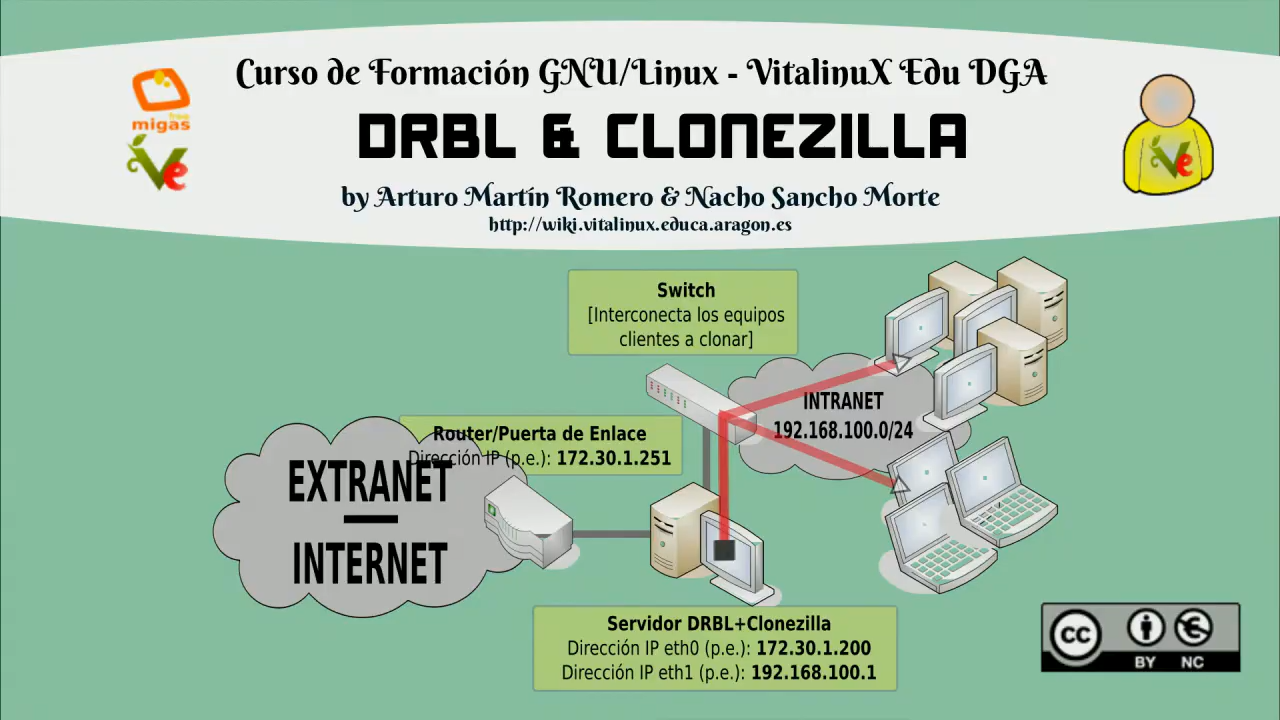 Curso de Formación GNU/Linux - VitalinuX Edu DGA
DRBL & CLONEZILLA
by Arturo Martín Romero & Nacho Sancho Morte
http://wiki.vitalinux.educa.aragon.es
free
migas
Ve
Ve
Switch
[Interconecta los equipos
clientes a clonar]
INTRANET
192.168.100.0/24
Router/Puerta de Enlace
Dirección IP (p.e.): 172.30.1.251
EXTRANET
INTERNET
Servidor DRBL+Clonezilla
Dirección IP eth0 (p.e.): 172.30.1.200
Dirección IP eth1 (p.e.): 192.168.100.1
CC
BY NC